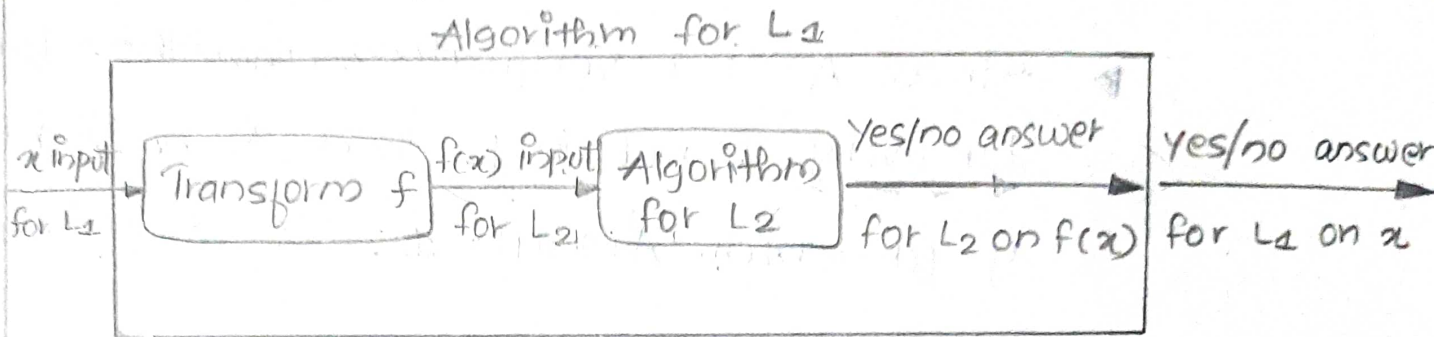 Algorithm for L1
x input
for L1
Transform f
f(x) input
for L2
Algorithm
for L2
Yes/no answer
for L2 on f(x)
yes/no answer
for L1 on x